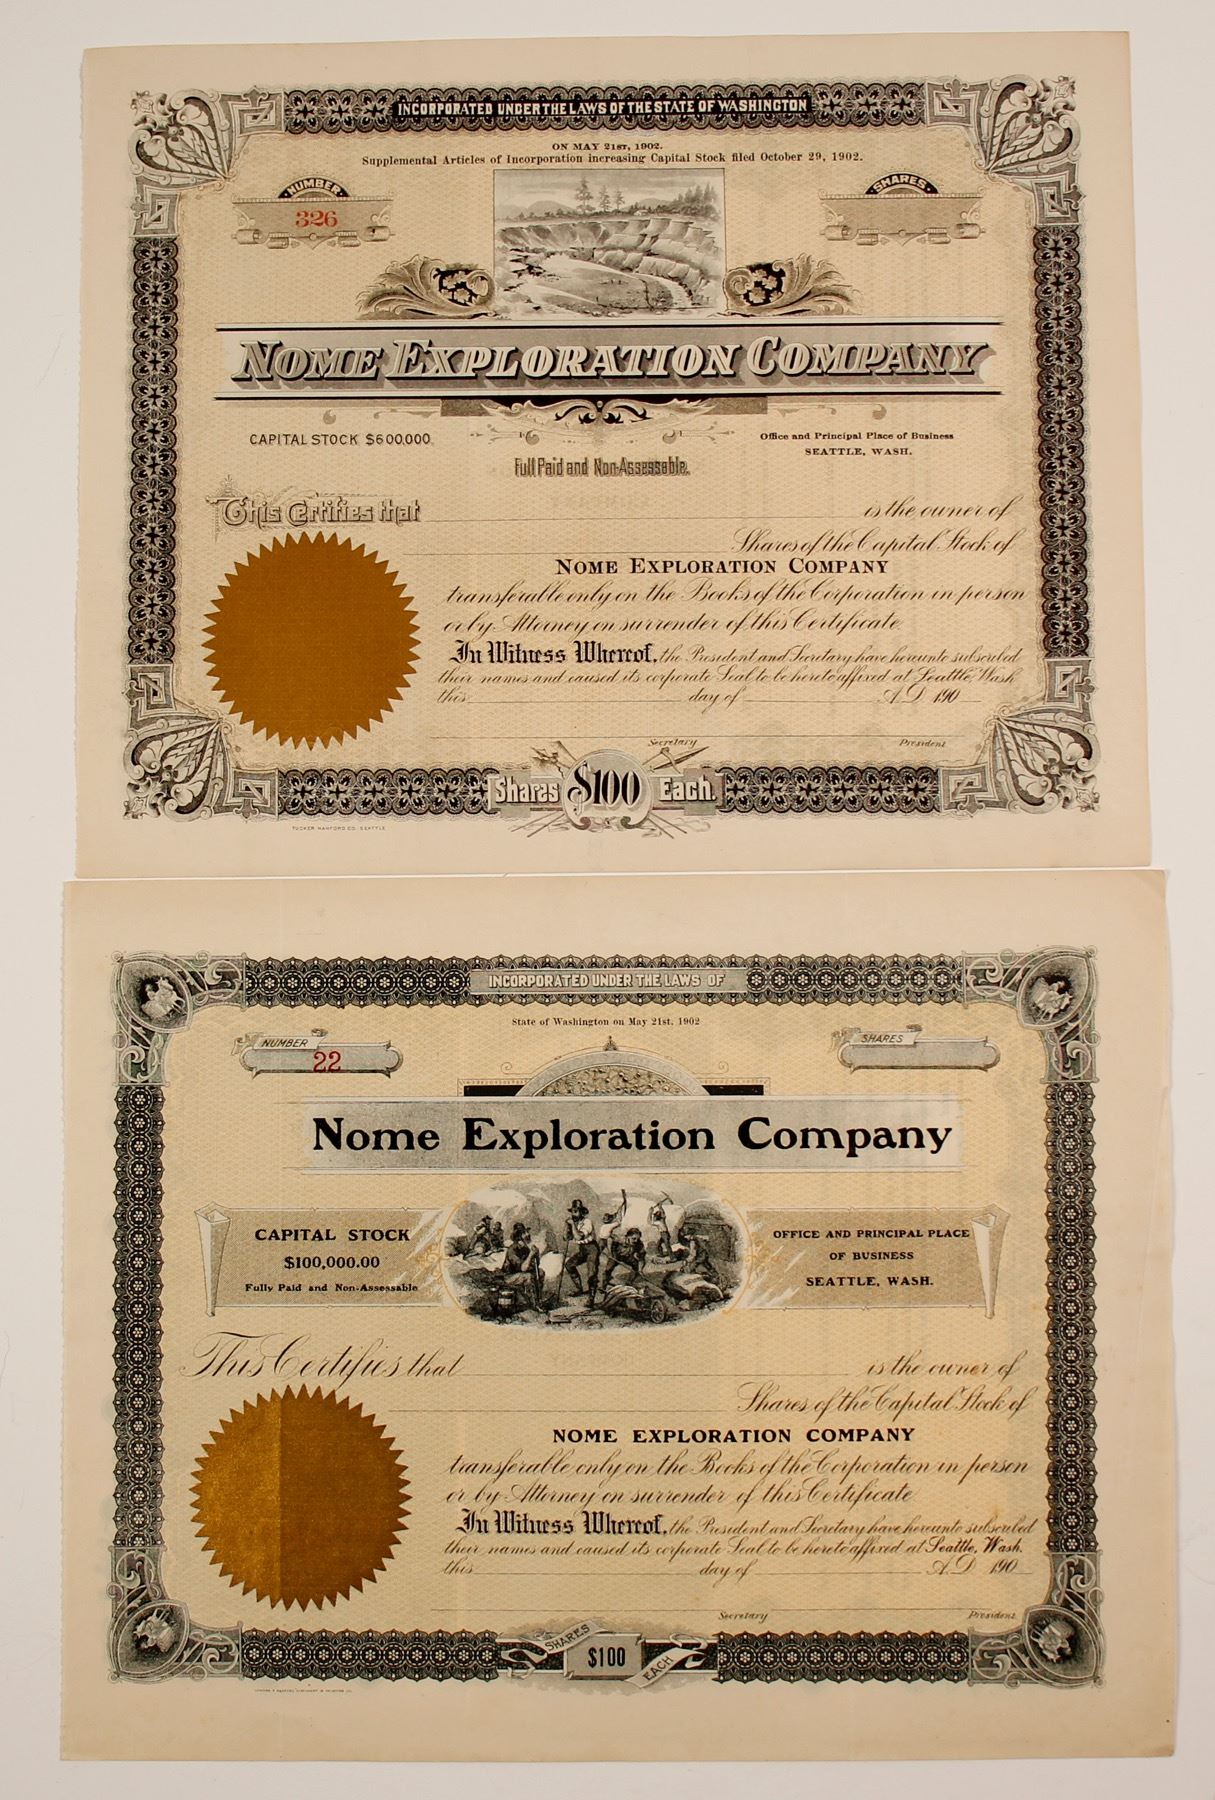 INCORPORATED UNDER THE LAWS OF THE STATE OF WASHINGTON
ON MAY 21ST, 1902.
Supplemental Articles of Incorporation increasing Capital Stock filed October 29, 1902.
NUMBER
326
SHARES
NOME EXPLORATION COMPANY
CAPITAL STOCK $600,000
Office and Principal Place of Business
SEATTLE, WASH.
Full Paid and Non-Assessable.
This Certifies that is the owner of
Shares of the Capital Stock of
NOME EXPLORATION COMPANY
transferable only on the Books of the Corporation in person
or by Attorney on surrender of this Certificate.
In Witness Whereof, the President and Secretary have hereunto subscribed
their names and caused its corporate Seal to be hereto affixed at Seattle, Wash.
this day of A.D. 190
Secretary President
Shares $100 Each.
TUCKER HANFORD CO. SEATTLE
INCORPORATED UNDER THE LAWS OF
State of Washington on May 21st, 1902
NUMBER
22
SHARES
Nome Exploration Company
CAPITAL STOCK
$100,000.00
Fully Paid and Non-Assessable
OFFICE AND PRINCIPAL PLACE
OF BUSINESS
SEATTLE, WASH.
This Certifies that is the owner of
Shares of the Capital Stock of
NOME EXPLORATION COMPANY
transferable only on the Books of the Corporation in person
or by Attorney on surrender of this Certificate
In Witness Whereof, the President and Secretary have hereunto subscribed
their names and caused its corporate Seal to be hereto affixed at Seattle, Wash.
this day of A.D. 190
Secretary President
SHARES $100 EACH